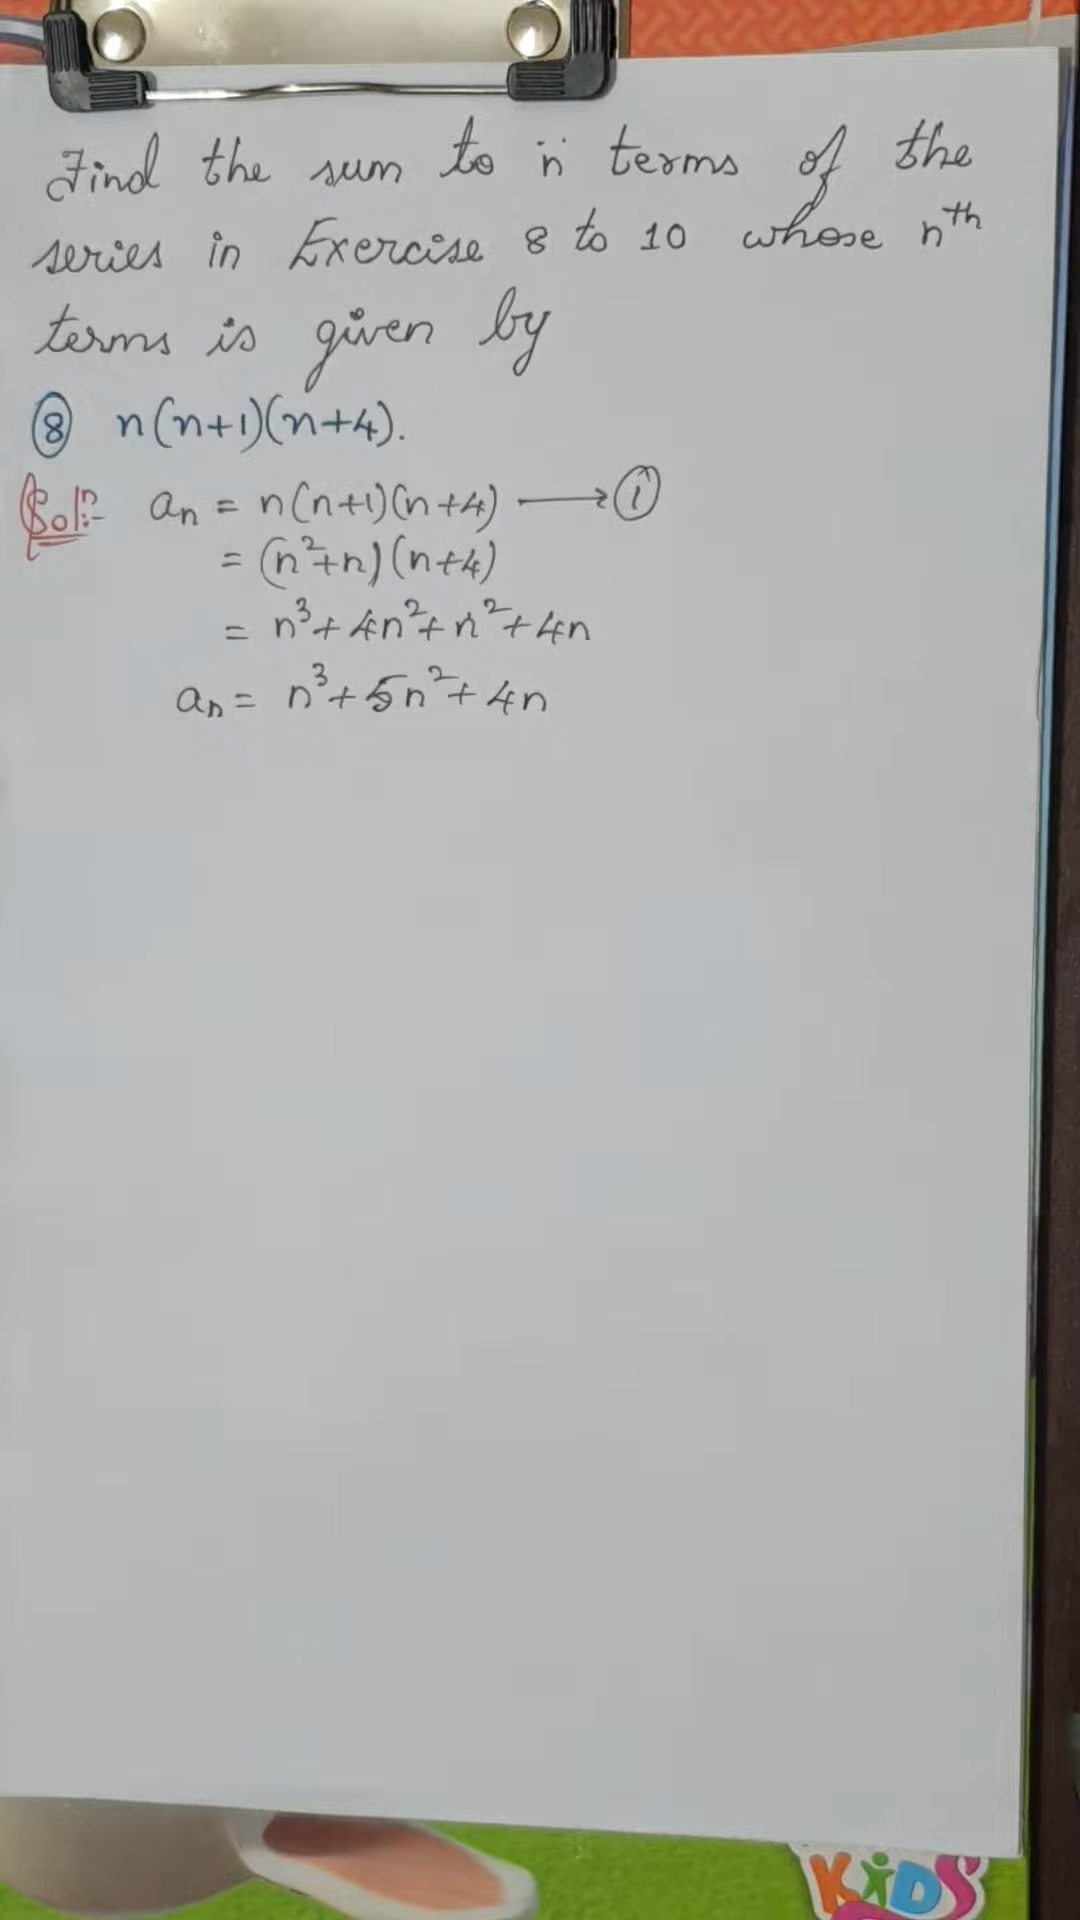 Find the sum to 'n' terms of the
series in Exercise 8 to 10 whose nᵗʰ
terms is given by
⑧ n(n+1)(n+4).
Solⁿ:- aₙ = n(n+1)(n+4) ⟶ ①
= (n²+n)(n+4)
= n³+4n²+n²+4n
aₙ = n³+5n²+4n
KiDS